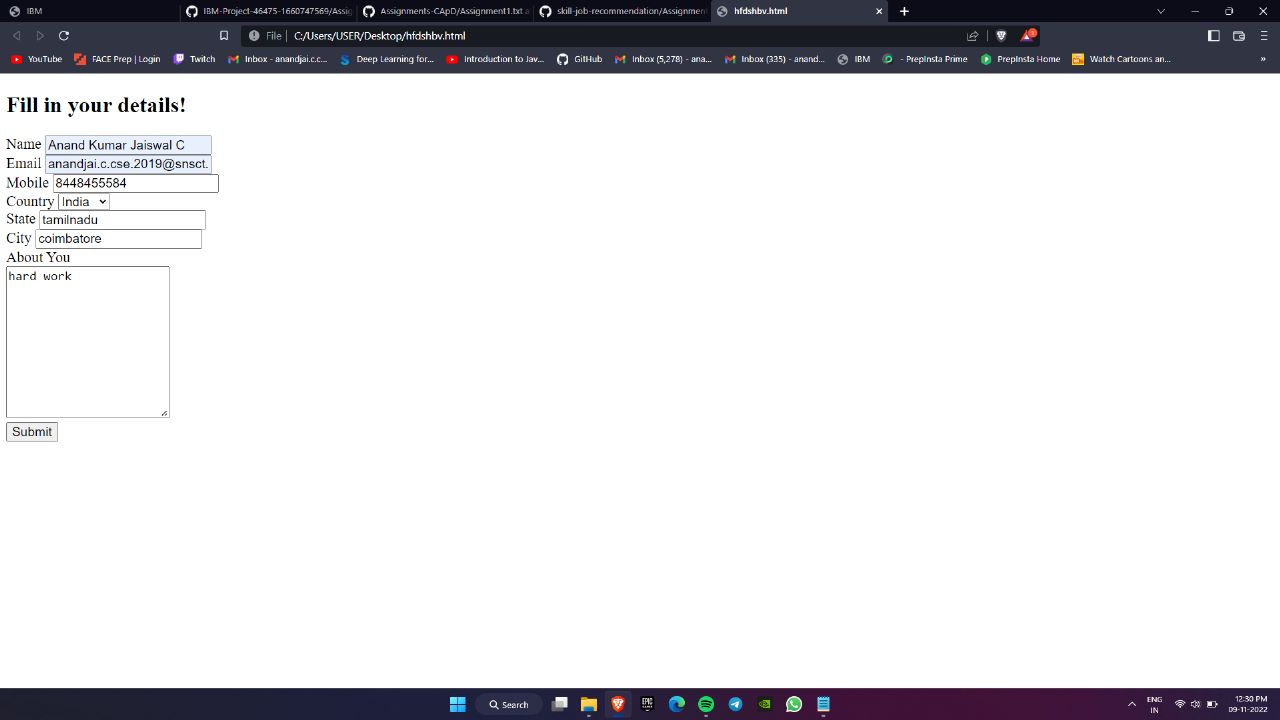 IBM
IBM-Project-46475-1660747569/Assig
Assignments-CApD/Assignment1.txt a
skill-job-recommendation/Assignment
hfdshbv.html
File C:/Users/USER/Desktop/hfdshbv.html
YouTube FACE Prep | Login Twitch Inbox - anandjai.c.c... Deep Learning for... Introduction to Jav... GitHub Inbox (5,278) - ana... Inbox (335) - anand... IBM - PrepInsta Prime PrepInsta Home Watch Cartoons an... »
Fill in your details!
Name Anand Kumar Jaiswal C
Email anandjai.c.cse.2019@snsct.
Mobile 8448455584
Country India
State tamilnadu
City coimbatore
About You
hard work
Submit
Search
EPIC
ENG
IN
12:30 PM
09-11-2022